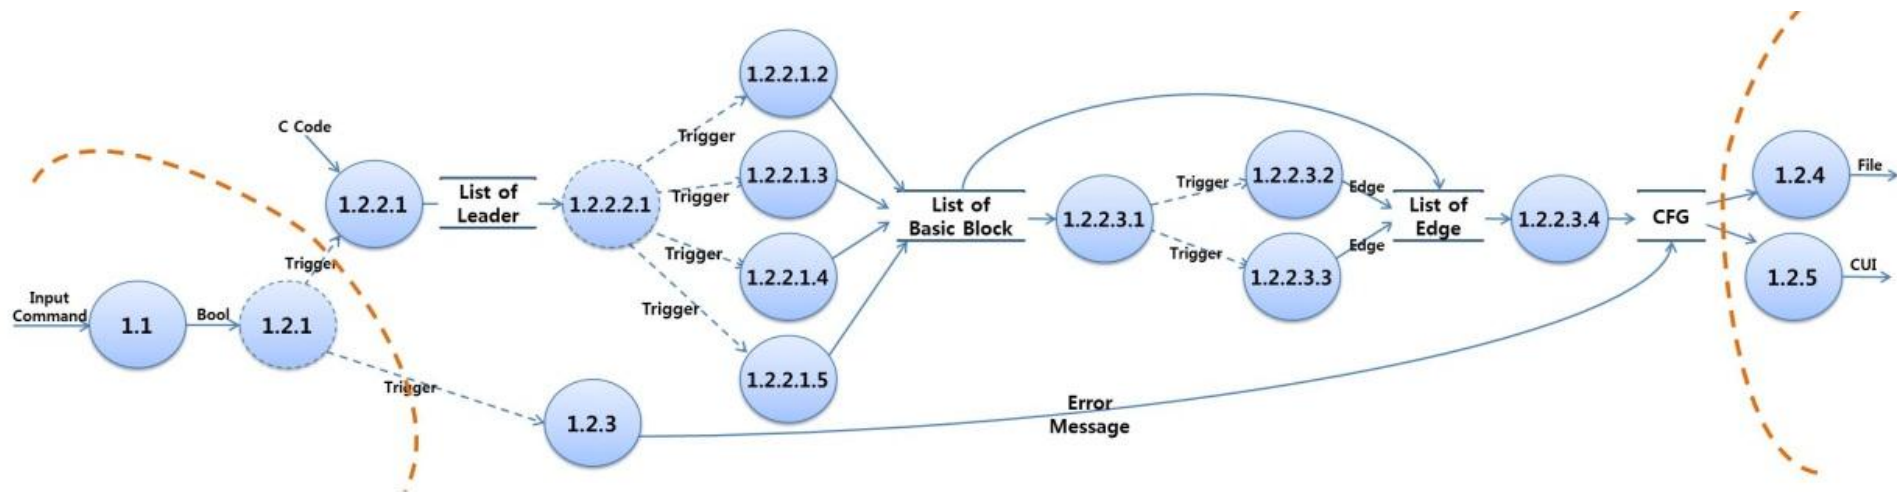 Input
Command
1.1
Bool
1.2.1
Trigger
Trigger
C Code
1.2.2.1
List of
Leader
1.2.2.2.1
Trigger
Trigger
Trigger
Trigger
1.2.2.1.2
1.2.2.1.3
1.2.2.1.4
1.2.2.1.5
1.2.3
Error
Message
List of
Basic Block
1.2.2.3.1
Trigger
Trigger
1.2.2.3.2
1.2.2.3.3
Edge
Edge
List of
Edge
1.2.2.3.4
CFG
1.2.4
File
1.2.5
CUI